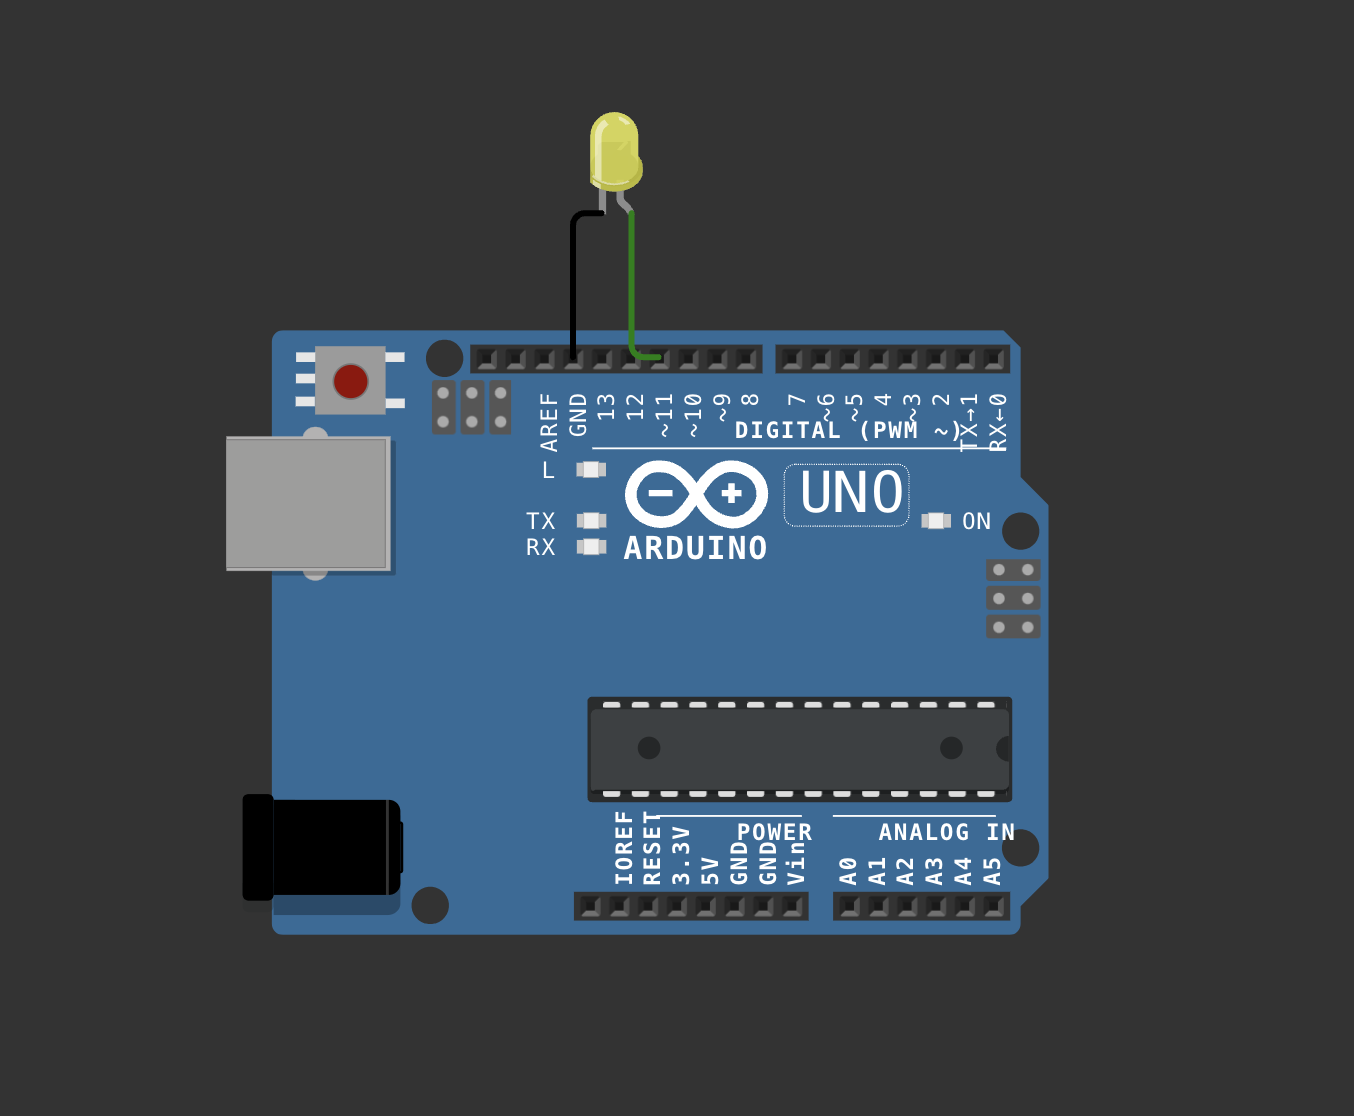 AREF GND 13 12 ~11 ~10 ~9 8 7 ~6 ~5 4 ~3 2 TX→1 RX←0
DIGITAL (PWM ~)
L
TX
RX
ARDUINO
UNO
ON
POWER
ANALOG IN
IOREF RESET 3.3V 5V GND GND Vin A0 A1 A2 A3 A4 A5